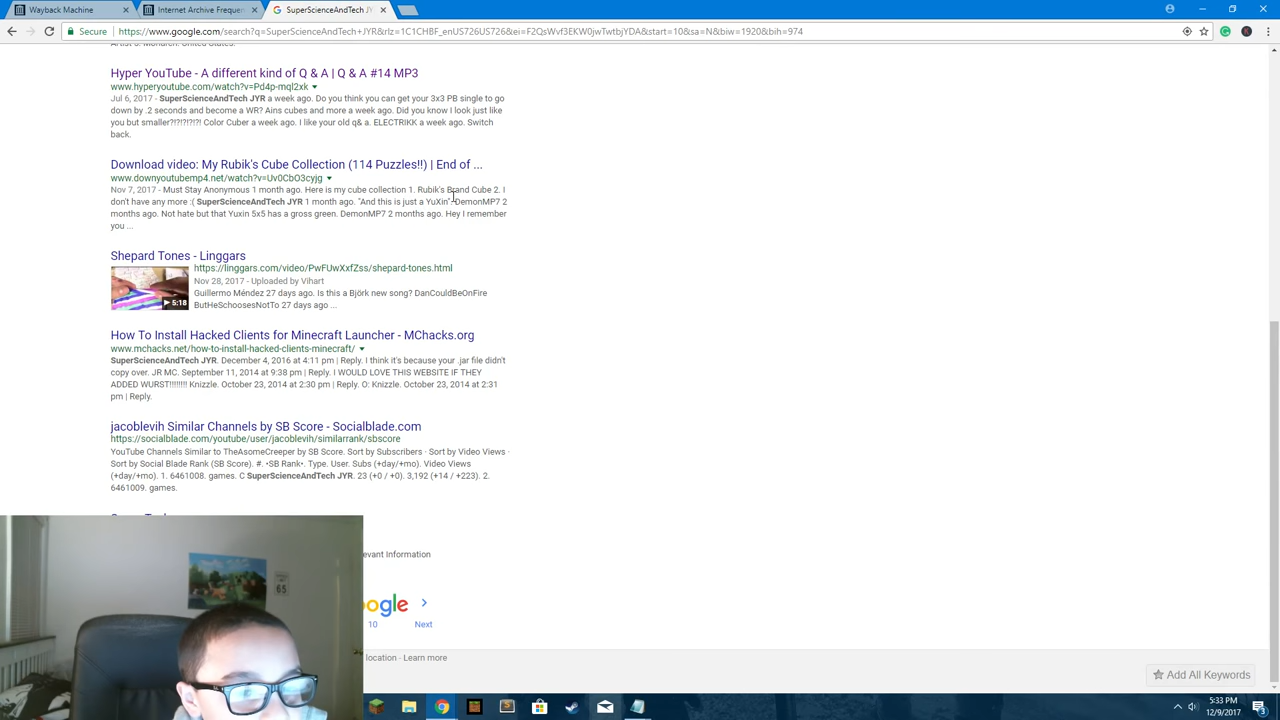 Wayback Machine
Internet Archive Frequen
SuperScienceAndTech JYR
Secure https://www.google.com/search?q=SuperScienceAndTech+JYR&rlz=1C1CHBF_enUS726US726&ei=F2QsWvf3EKW0jwTwtbjYDA&start=10&sa=N&biw=1920&bih=974
Hyper YouTube - A different kind of Q & A | Q & A #14 MP3
www.hyperyoutube.com/watch?v=Pd4p-mql2xk
Jul 6, 2017 - SuperScienceAndTech JYR a week ago. Do you think you can get your 3x3 PB single to go
down by .2 seconds and become a WR? Ains cubes and more a week ago. Did you know I look just like
you but smaller?!?!?!?!?! Color Cuber a week ago. I like your old q& a. ELECTRIKK a week ago. Switch
back.
Download video: My Rubik's Cube Collection (114 Puzzles!!) | End of ...
www.downyoutubemp4.net/watch?v=Uv0CbO3cyjg
Nov 7, 2017 - Must Stay Anonymous 1 month ago. Here is my cube collection 1. Rubik's Brand Cube 2. I
don't have any more :( SuperScienceAndTech JYR 1 month ago. "And this is just a YuXin" DemonMP7 2
months ago. Not hate but that Yuxin 5x5 has a gross green. DemonMP7 2 months ago. Hey I remember
you ...
Shepard Tones - Linggars
https://linggars.com/video/PwFUwXxfZss/shepard-tones.html
Nov 28, 2017 - Uploaded by Vihart
Guillermo Méndez 27 days ago. Is this a Björk new song? DanCouldBeOnFire
ButHeSchoosesNotTo 27 days ago ...
5:18
How To Install Hacked Clients for Minecraft Launcher - MChacks.org
www.mchacks.net/how-to-install-hacked-clients-minecraft/
SuperScienceAndTech JYR. December 4, 2016 at 4:11 pm | Reply. I think it's because your .jar file didn't
copy over. JR MC. September 11, 2014 at 9:38 pm | Reply. I WOULD LOVE THIS WEBSITE IF THEY
ADDED WURST!!!!!!!! Knizzle. October 23, 2014 at 2:30 pm | Reply. O: Knizzle. October 23, 2014 at 2:31
pm | Reply.
jacoblevih Similar Channels by SB Score - Socialblade.com
https://socialblade.com/youtube/user/jacoblevih/similarrank/sbscore
YouTube Channels Similar to TheAsomeCreeper by SB Score. Sort by Subscribers · Sort by Video Views ·
Sort by Social Blade Rank (SB Score). #. •SB Rank•. Type. User. Subs (+day/+mo). Video Views
(+day/+mo). 1. 6461008. games. C SuperScienceAndTech JYR. 23 (+0 / +0). 3,192 (+14 / +223). 2.
6461009. games.
evant Information
65
ogle
10 Next
location - Learn more
Add All Keywords
5:33 PM
12/9/2017
3